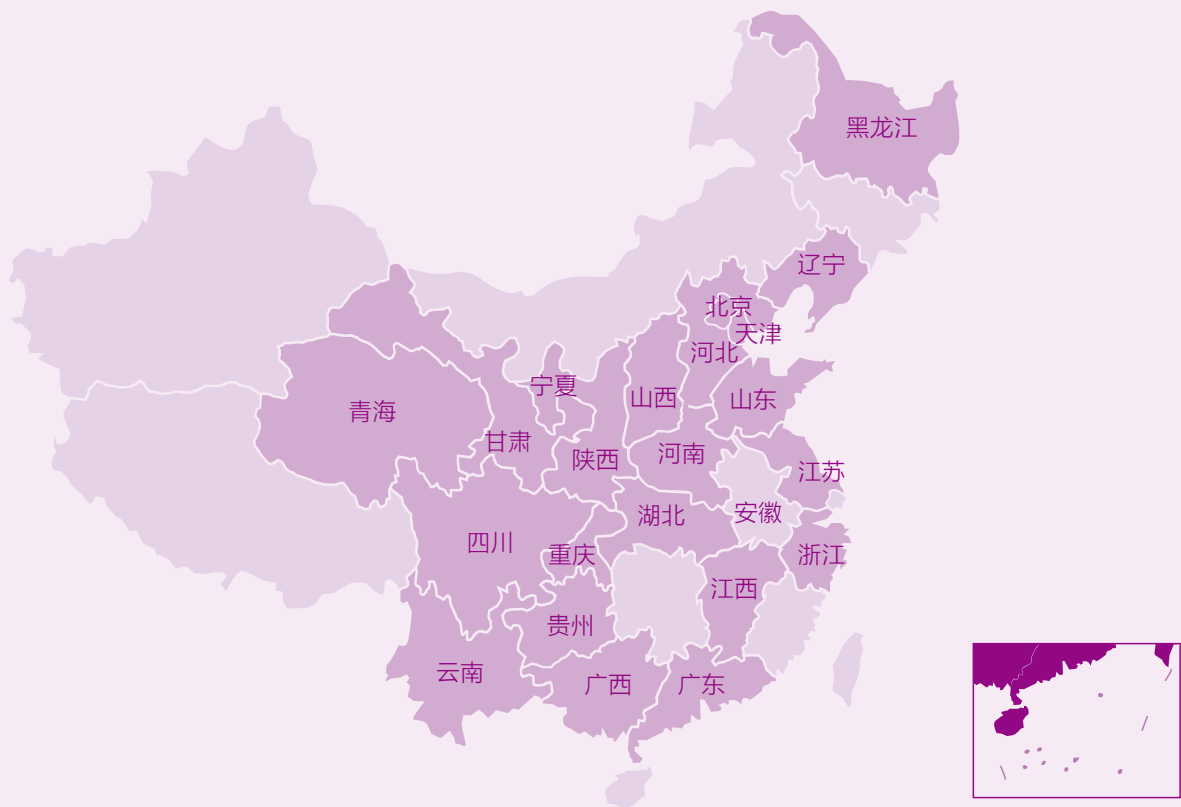 黑龙江
辽宁
北京
天津
河北
宁夏
山西
山东
青海
甘肃
陕西
河南
江苏
安徽
湖北
四川
重庆
浙江
江西
贵州
云南
广西
广东